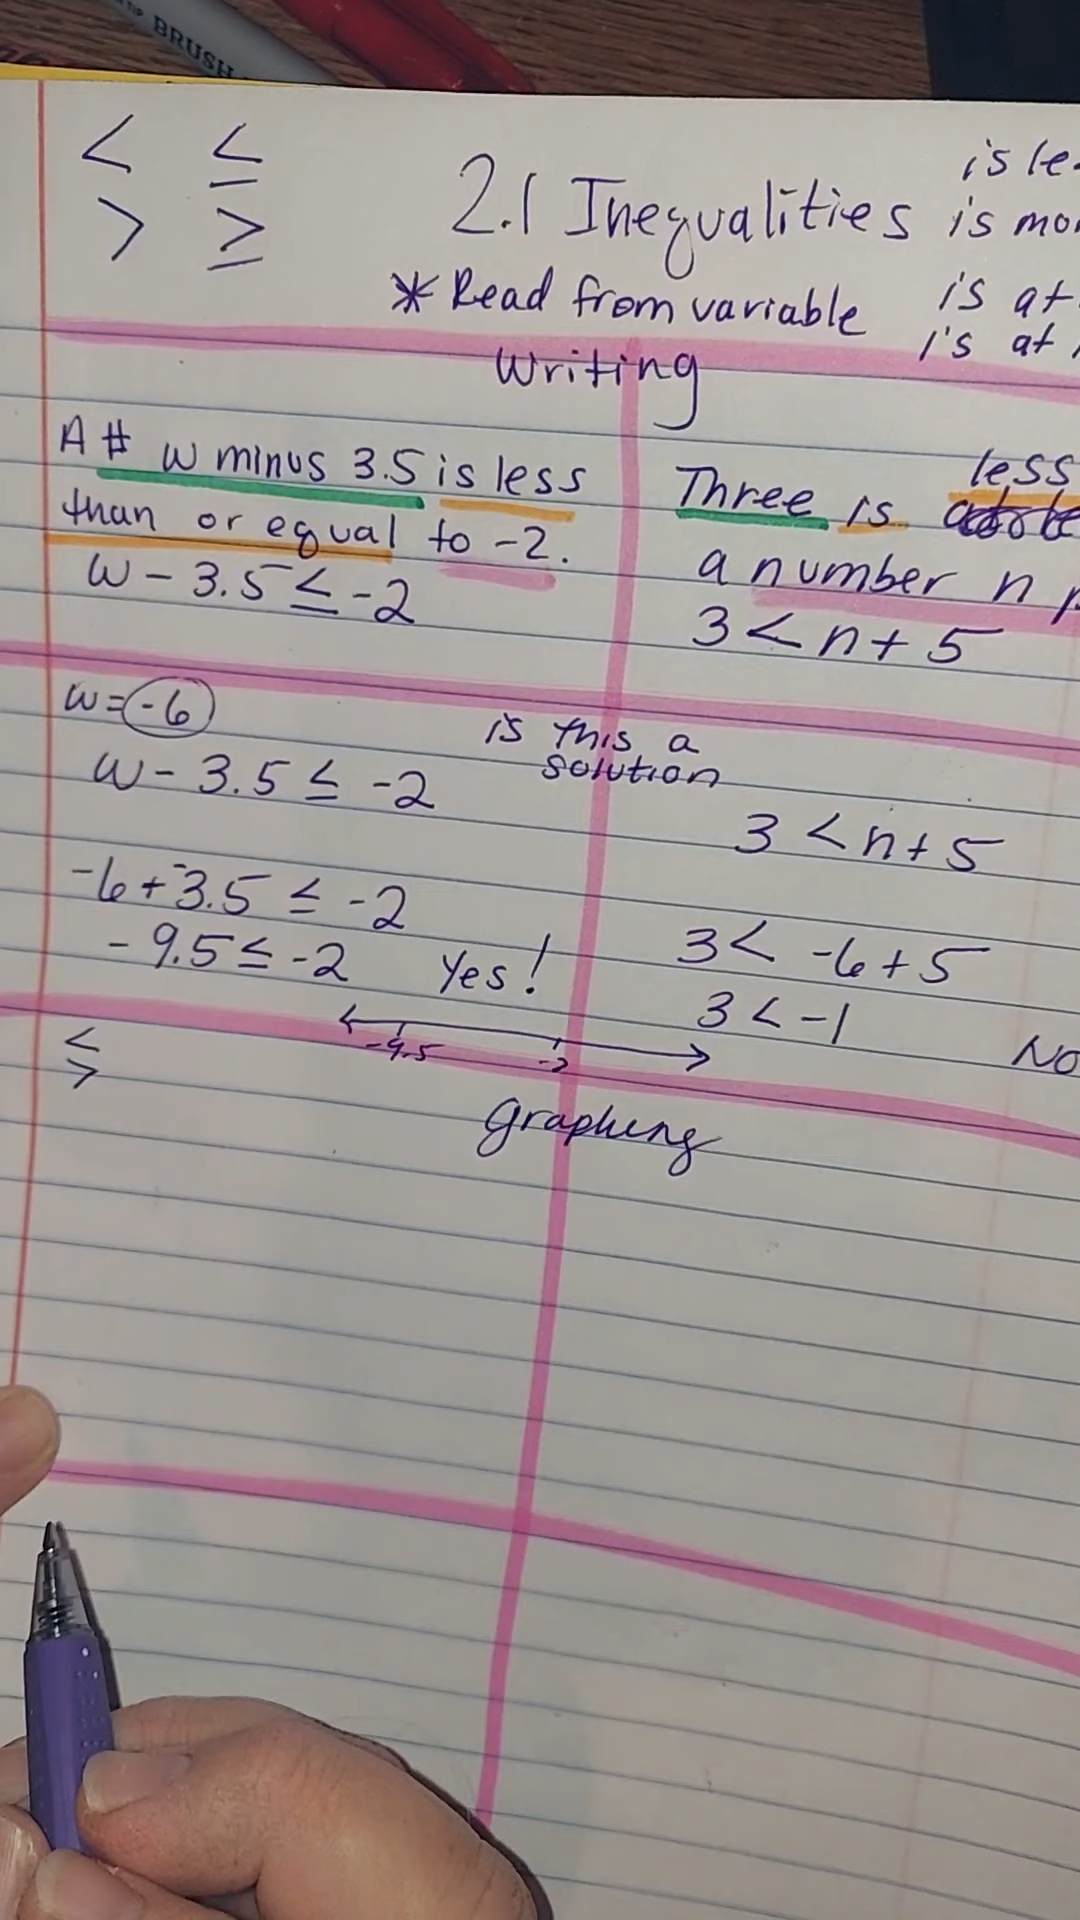 BRUSH
< ≤
> ≥
2.1 Inequalities
* Read from variable
is le
is mo
is at
is at
Writing
A # w minus 3.5 is less
than or equal to -2.
w - 3.5 ≤ -2
less
Three is
a number n
3 < n + 5
w = -6
w - 3.5 ≤ -2
-6 + -3.5 ≤ -2
-9.5 ≤ -2 Yes!
-9.5 -2
is this a
solution
3 < n + 5
3 < -6 + 5
3 < -1
No
<
>
Graphing